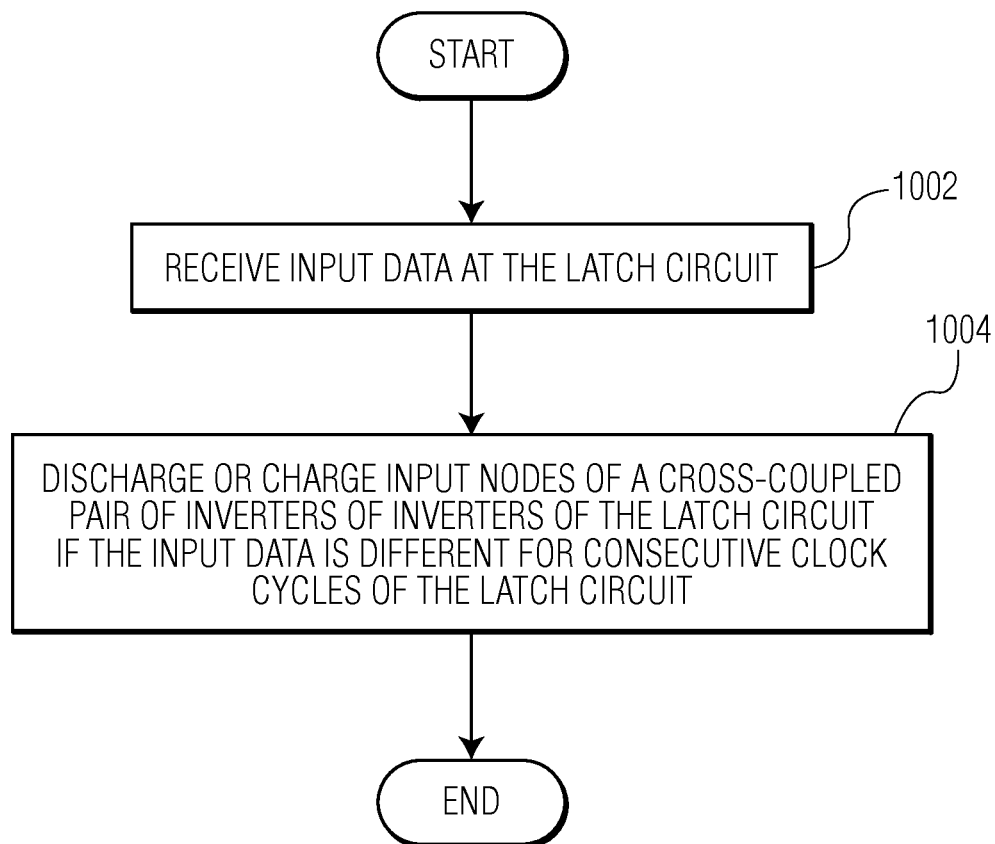 START
1002
RECEIVE INPUT DATA AT THE LATCH CIRCUIT
1004
DISCHARGE OR CHARGE INPUT NODES OF A CROSS-COUPLED
PAIR OF INVERTERS OF INVERTERS OF THE LATCH CIRCUIT
IF THE INPUT DATA IS DIFFERENT FOR CONSECUTIVE CLOCK
CYCLES OF THE LATCH CIRCUIT
END